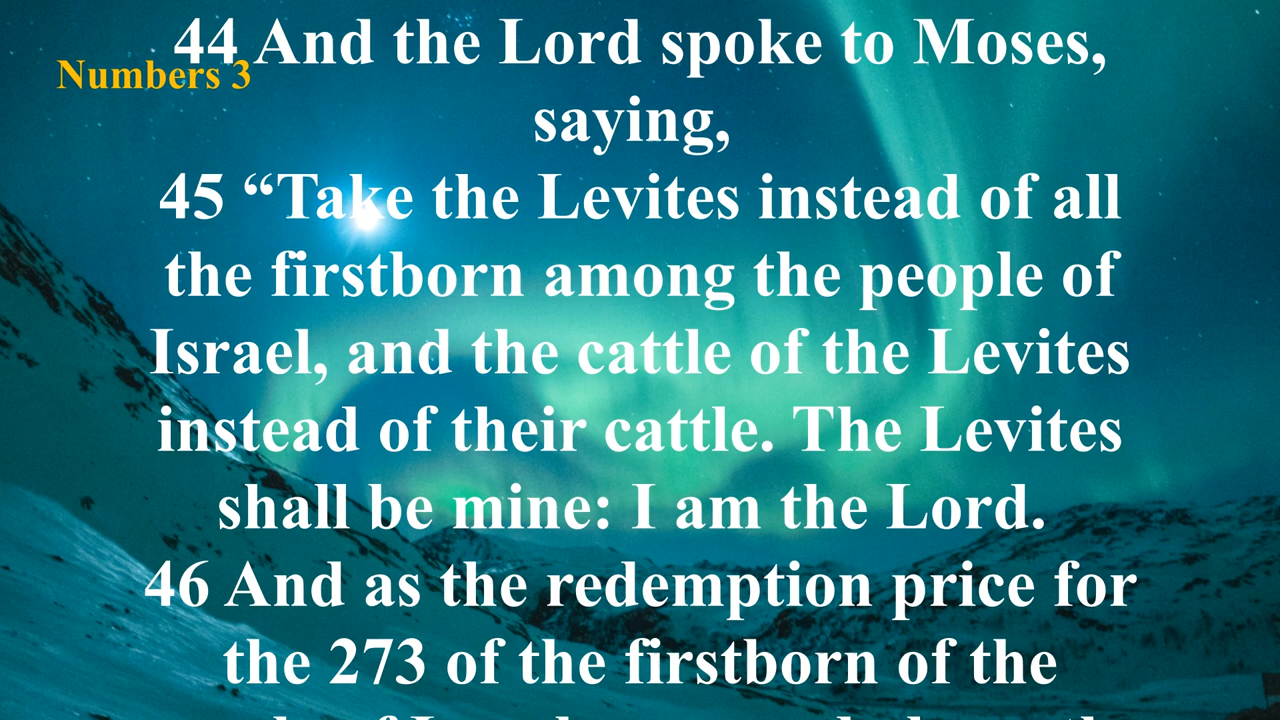 44 And the Lord spoke to Moses,
Numbers 3
saying,
45 “Take the Levites instead of all
the firstborn among the people of
Israel, and the cattle of the Levites
instead of their cattle. The Levites
shall be mine: I am the Lord.
46 And as the redemption price for
the 273 of the firstborn of the